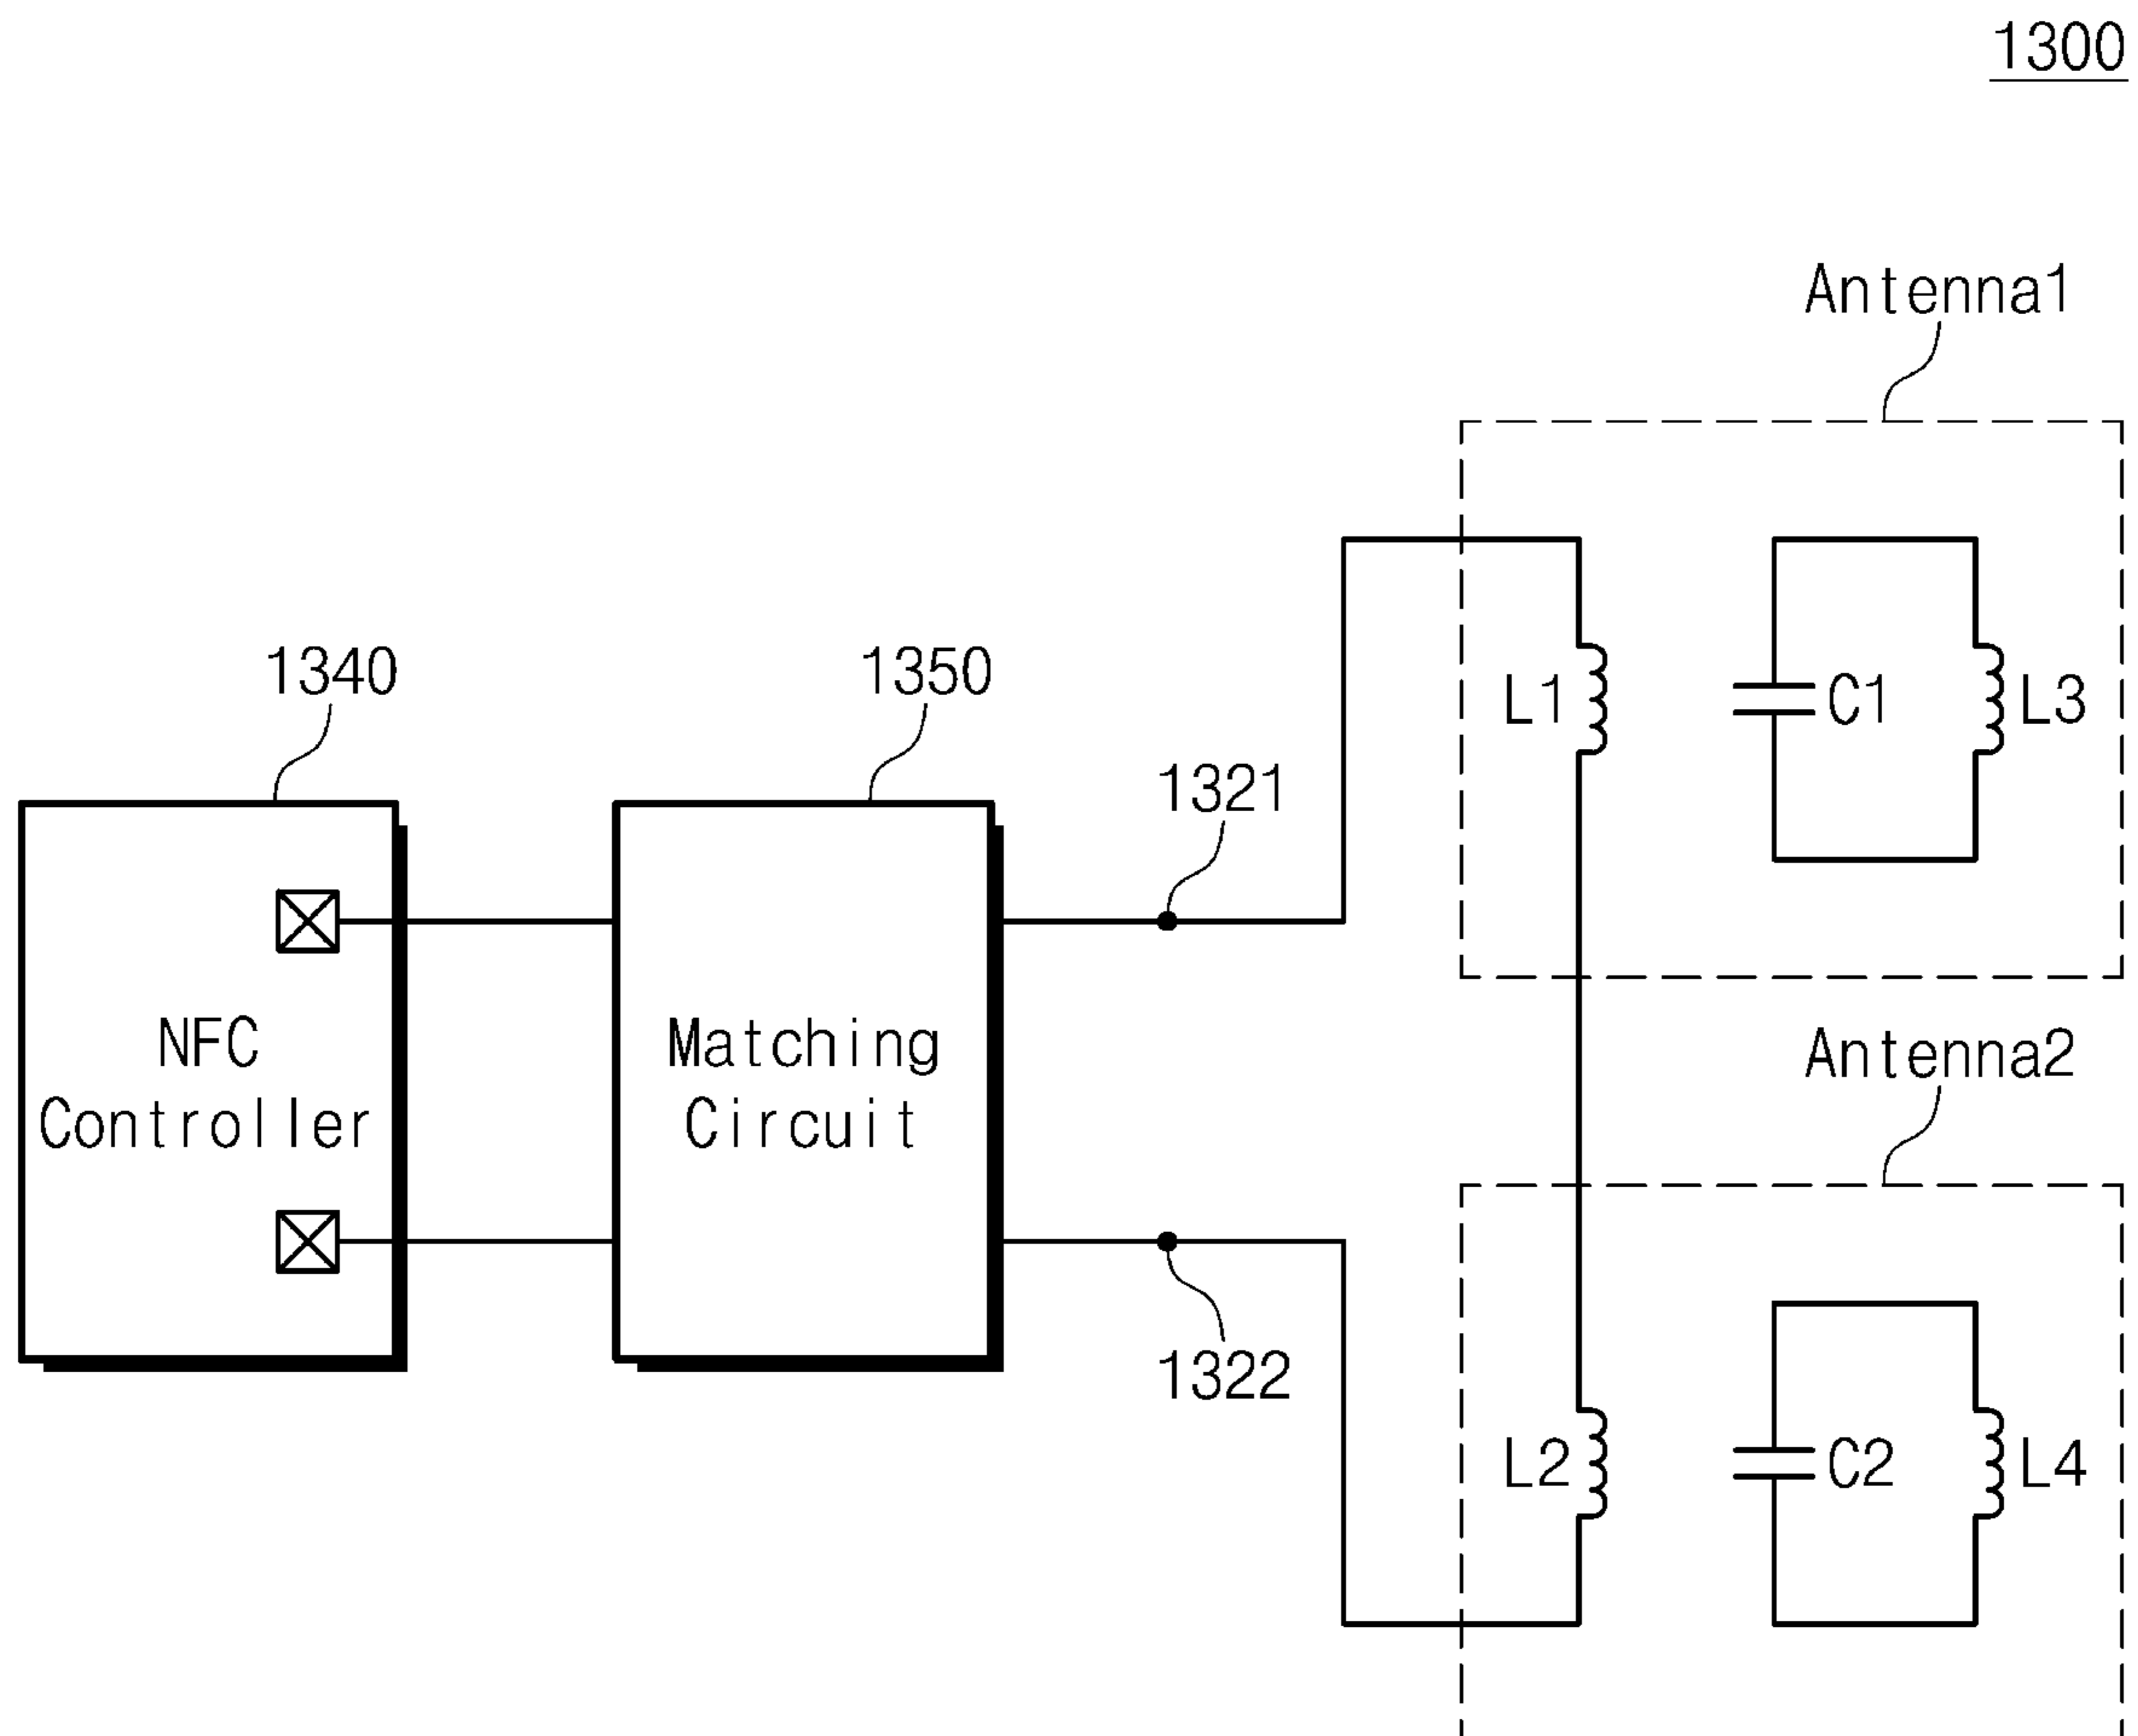 1300
Antenna1
1340
1350
L1
C1
L3
1321
NFC
Controller
Matching
Circuit
Antenna2
1322
L2
C2
L4